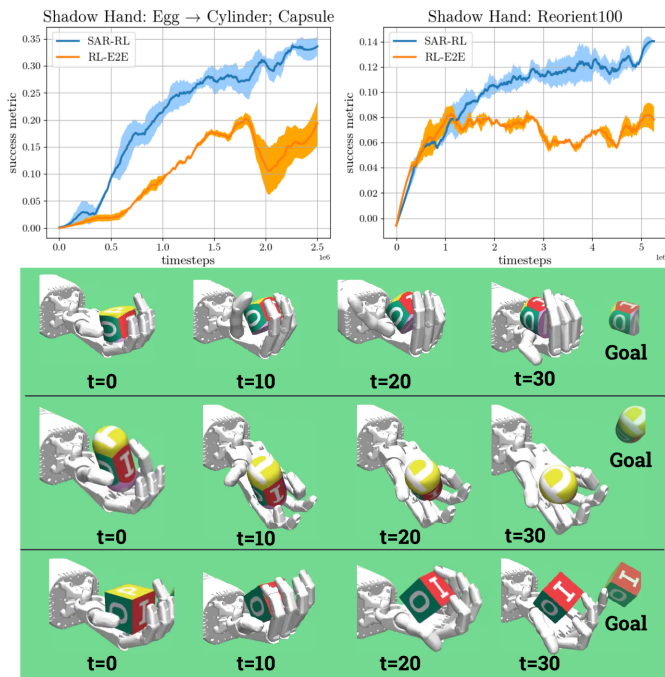 Shadow Hand: Egg → Cylinder; Capsule
success metric
0.35
0.30
0.25
0.20
0.15
0.10
0.05
0.00
SAR-RL
RL-E2E
0.0
0.5
1.0
1.5
2.0
2.5
timesteps
1e6
Shadow Hand: Reorient100
success metric
0.14
0.12
0.10
0.08
0.06
0.04
0.02
0.00
SAR-RL
RL-E2E
0
1
2
3
4
5
timesteps
1e6
t=0
t=10
t=20
t=30
Goal
t=0
t=10
t=20
t=30
Goal
t=0
t=10
t=20
t=30
Goal